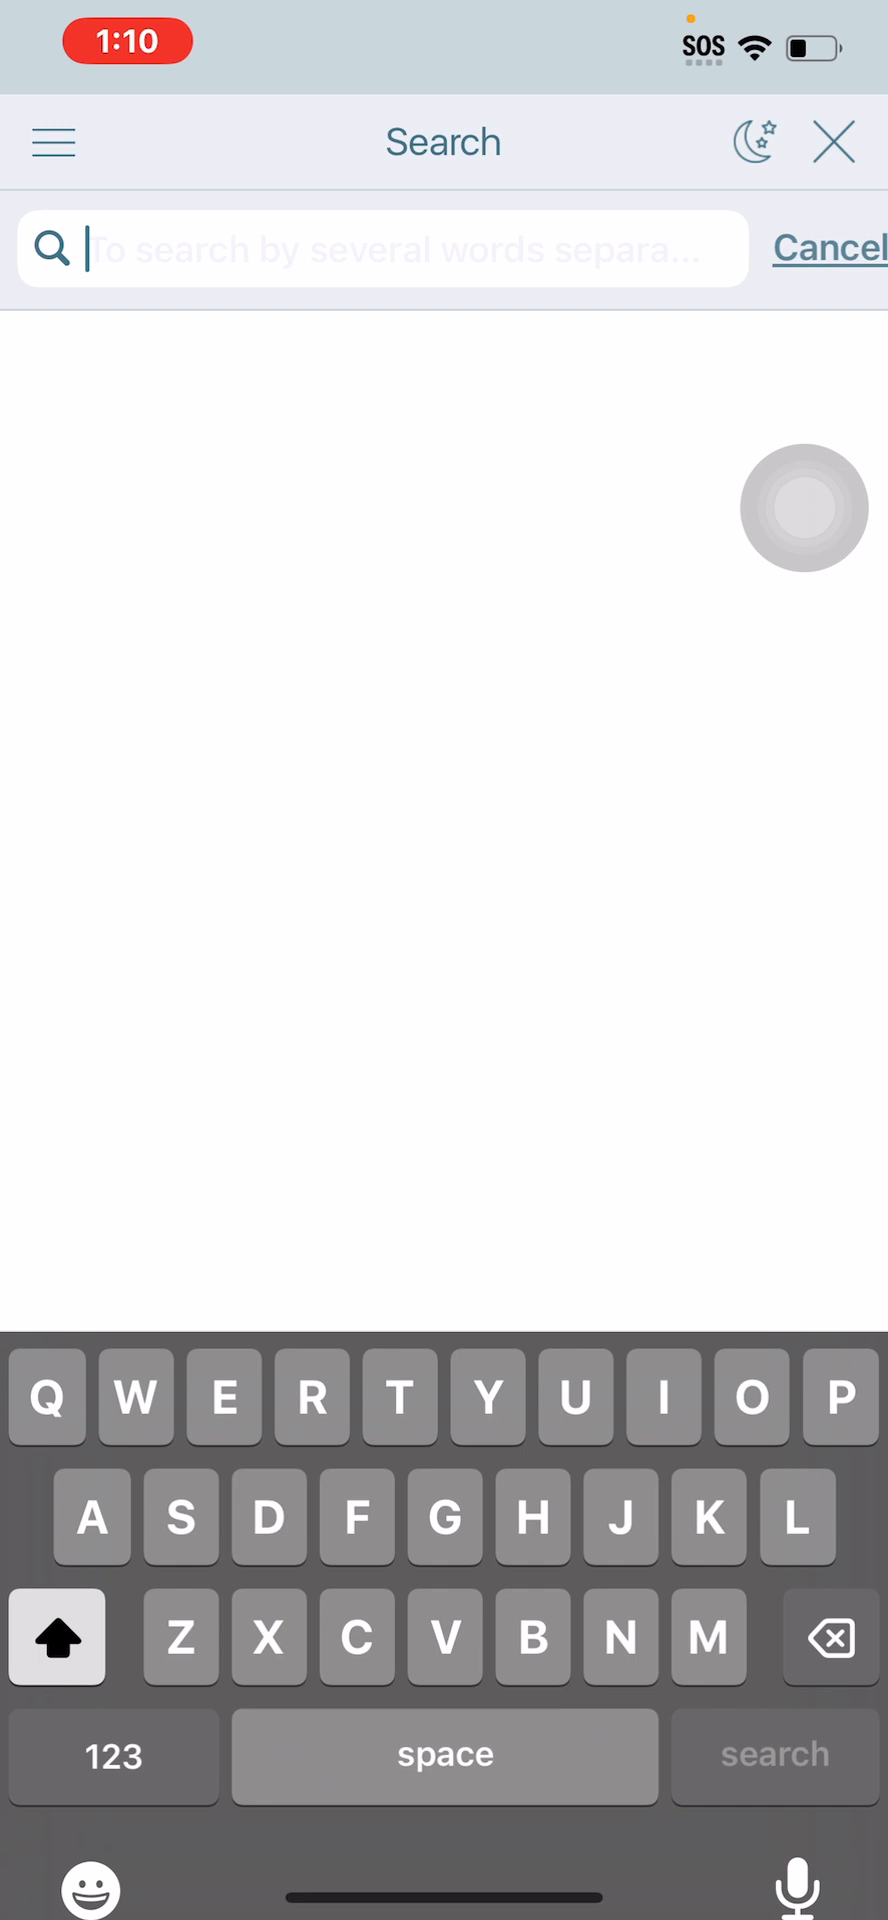 1:10
SOS
Search
To search by several words separa...
Cancel
Q W E R T Y U I O P
A S D F G H J K L
Z X C V B N M
123 space search